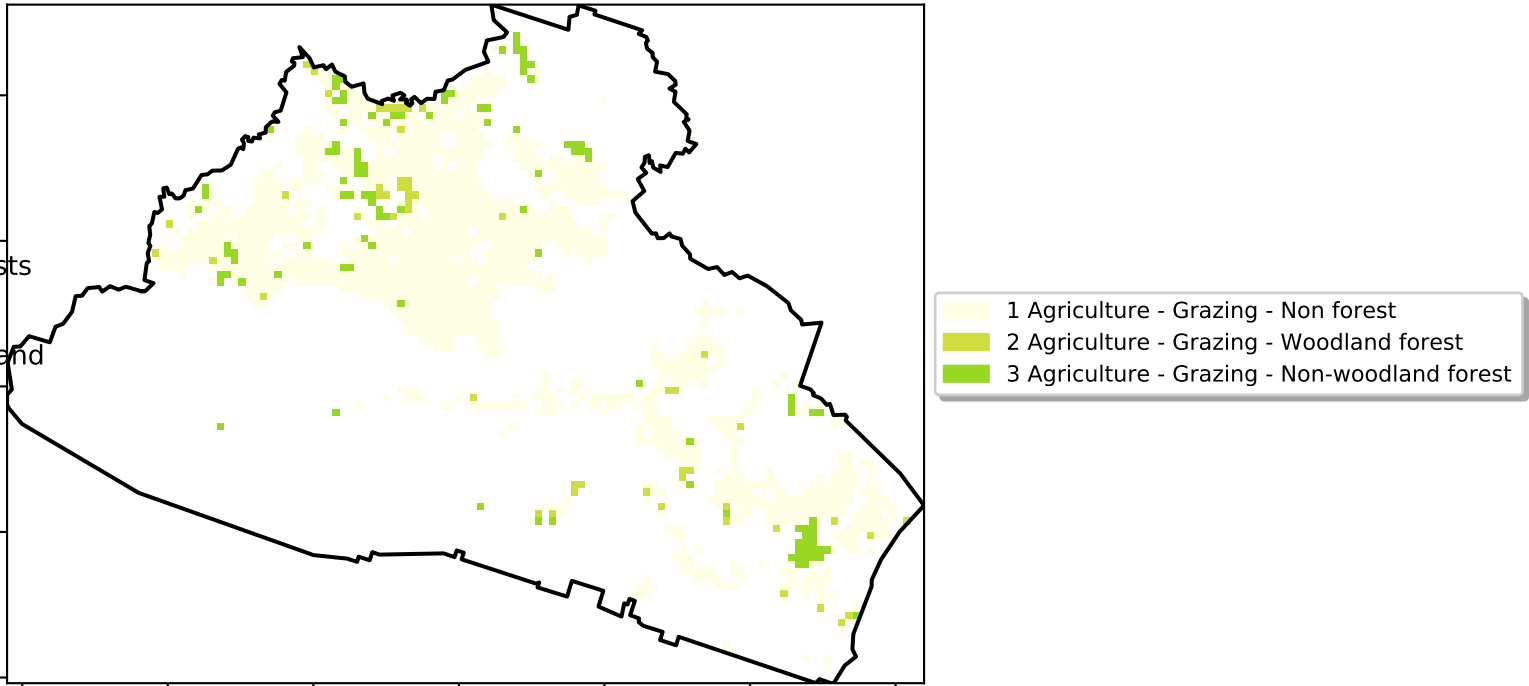 sts
and
1 Agriculture - Grazing - Non forest
2 Agriculture - Grazing - Woodland forest
3 Agriculture - Grazing - Non-woodland forest